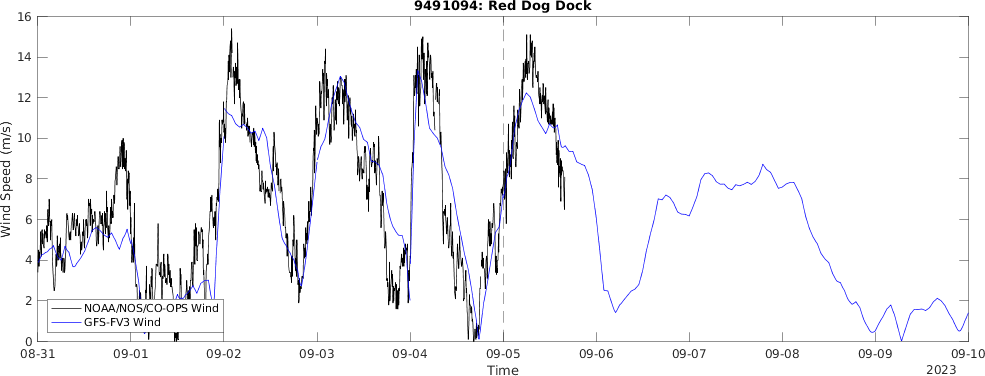 9491094: Red Dog Dock
16
14
12
10
8
6
4
2
0
Wind Speed (m/s)
NOAA/NOS/CO-OPS Wind
GFS-FV3 Wind
08-31 09-01 09-02 09-03 09-04 09-05 09-06 09-07 09-08 09-09 09-10
Time
2023